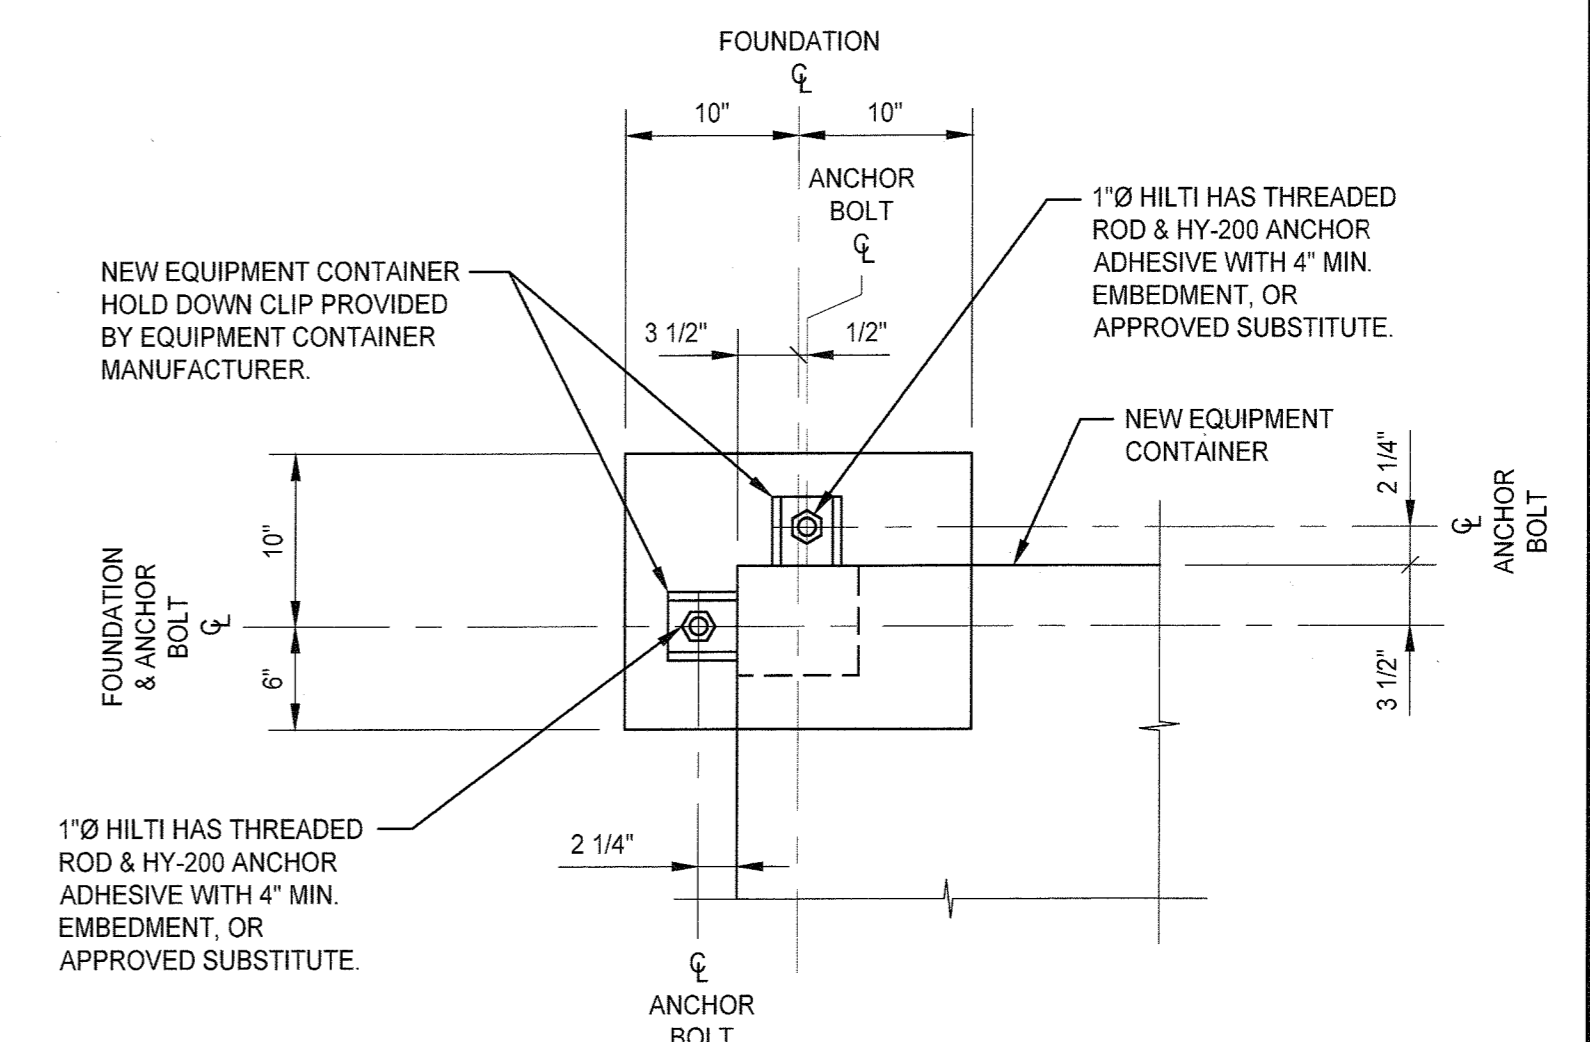 FOUNDATION
℄
10"
10"
ANCHOR
BOLT
℄
1"Ø HILTI HAS THREADED
ROD & HY-200 ANCHOR
ADHESIVE WITH 4" MIN.
EMBEDMENT, OR
APPROVED SUBSTITUTE.
NEW EQUIPMENT CONTAINER
HOLD DOWN CLIP PROVIDED
BY EQUIPMENT CONTAINER
MANUFACTURER.
3 1/2"
1/2"
NEW EQUIPMENT
CONTAINER
2 1/4"
℄
ANCHOR
BOLT
3 1/2"
10"
6"
FOUNDATION
& ANCHOR
BOLT
℄
1"Ø HILTI HAS THREADED
ROD & HY-200 ANCHOR
ADHESIVE WITH 4" MIN.
EMBEDMENT, OR
APPROVED SUBSTITUTE.
2 1/4"
℄
ANCHOR
BOLT